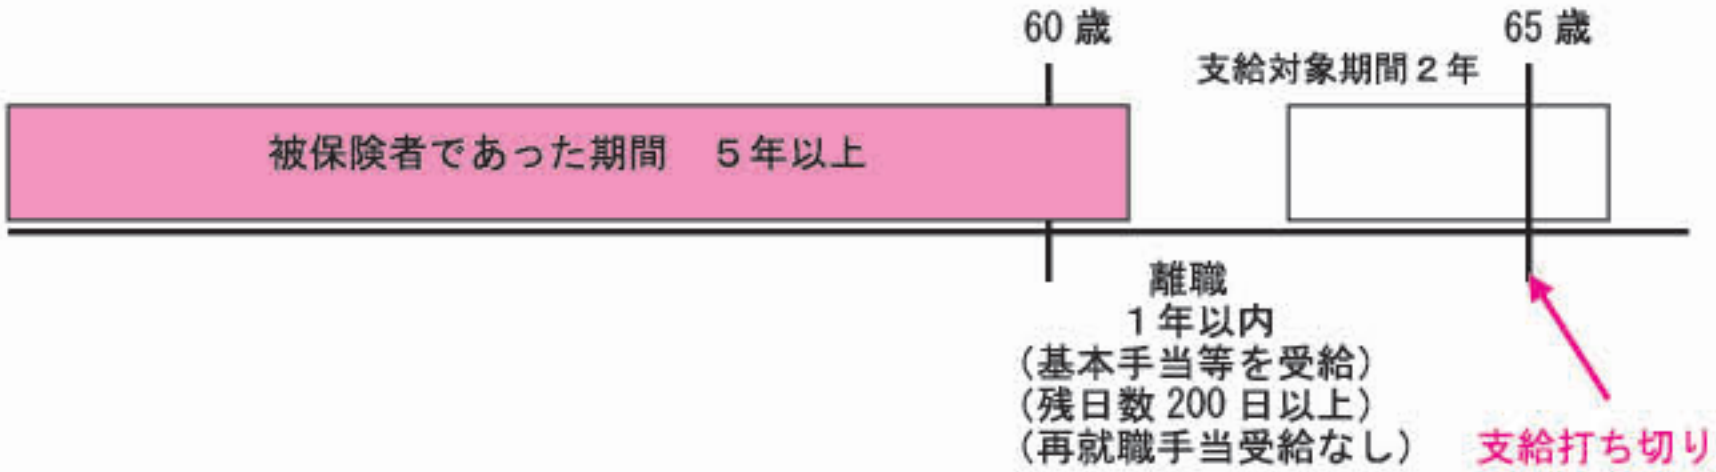 60 歳
65 歳
支給対象期間２年
被保険者であった期間　５年以上
離職
１年以内
（基本手当等を受給）
（残日数 200 日以上）
（再就職手当受給なし）
支給打ち切り